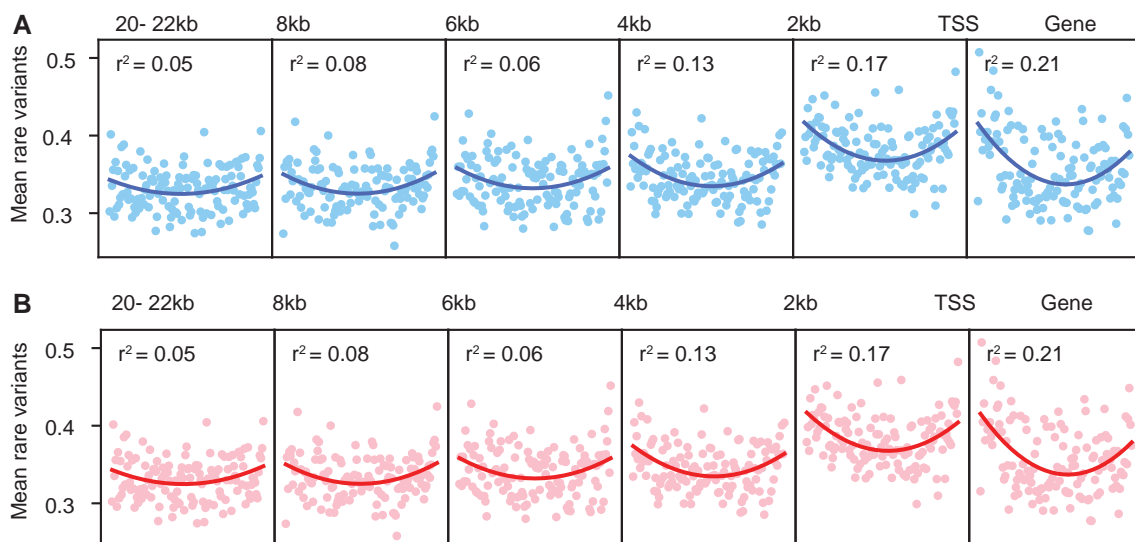 A 20- 22kb 8kb 6kb 4kb 2kb TSS Gene
r² = 0.05 r² = 0.08 r² = 0.06 r² = 0.13 r² = 0.17 r² = 0.21
Mean rare variants
0.5
0.4
0.3
B 20- 22kb 8kb 6kb 4kb 2kb TSS Gene
r² = 0.05 r² = 0.08 r² = 0.06 r² = 0.13 r² = 0.17 r² = 0.21
Mean rare variants
0.5
0.4
0.3